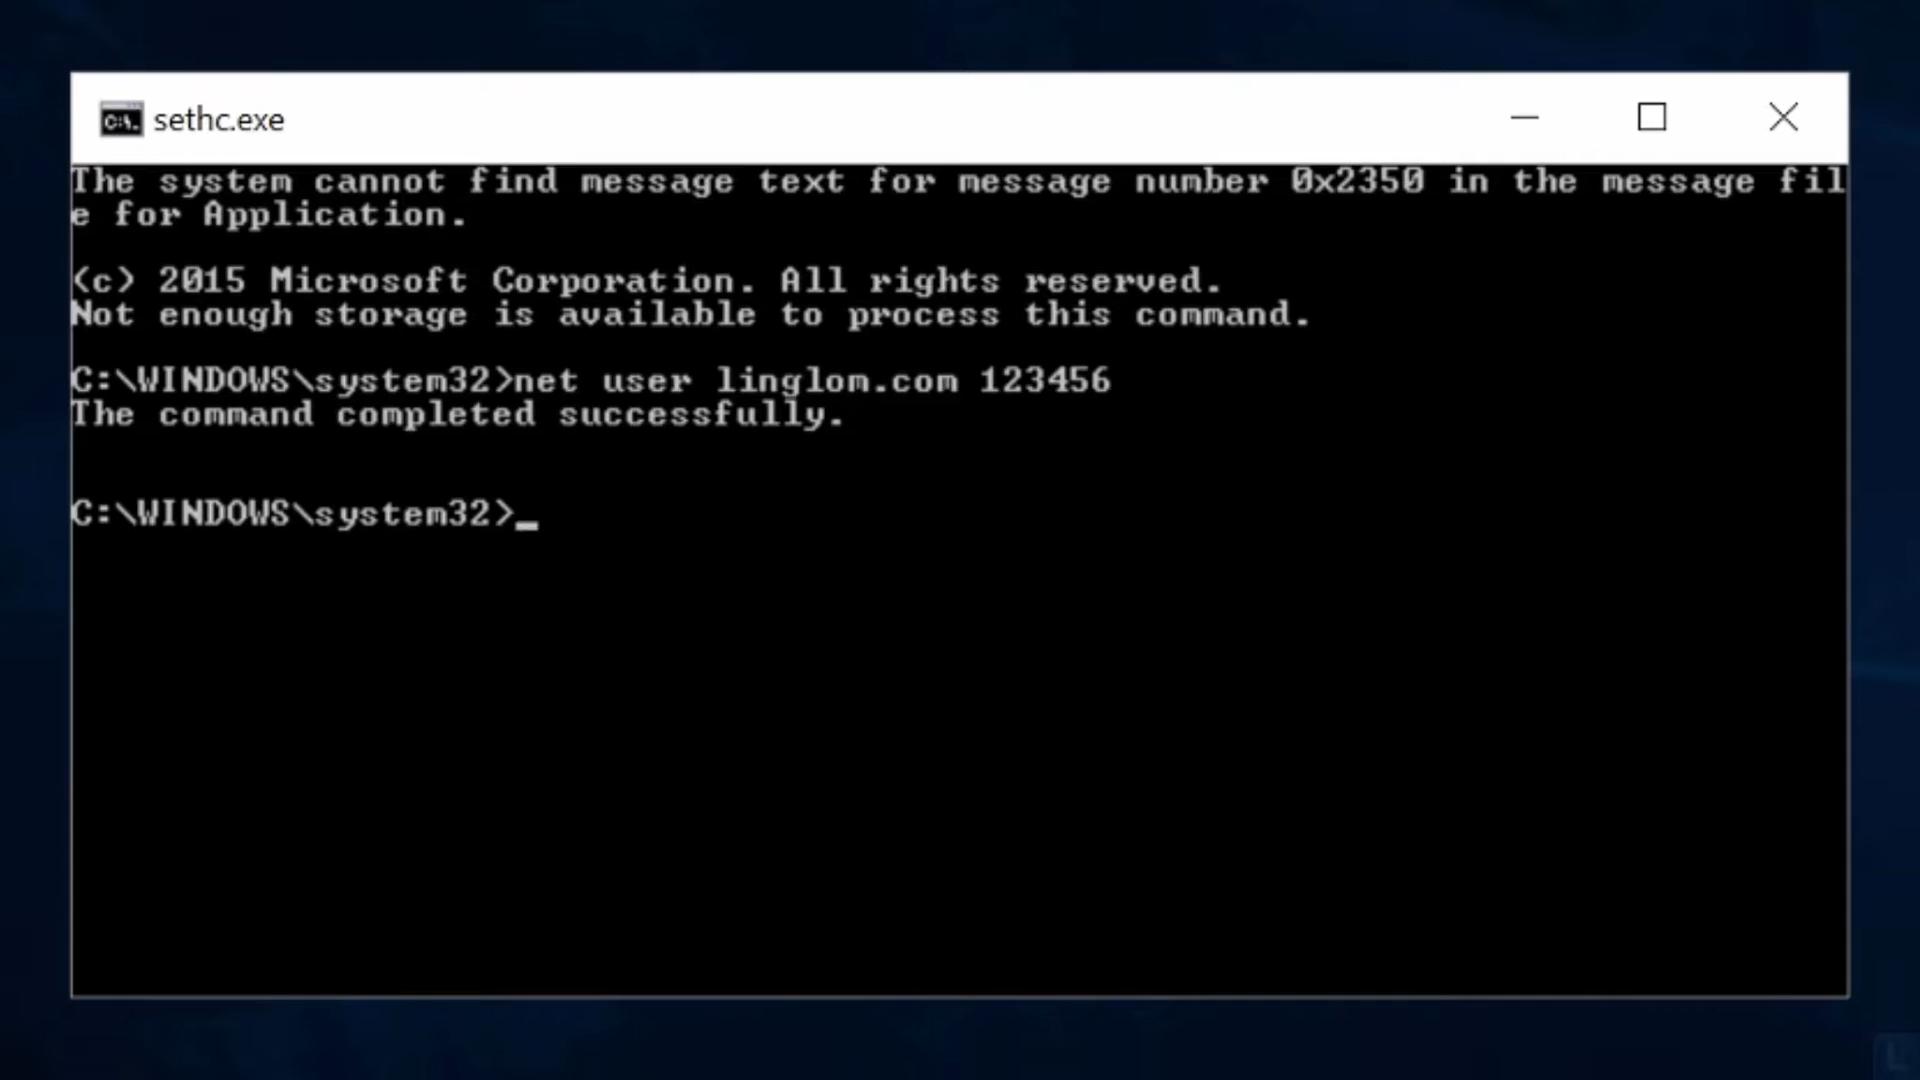 sethc.exe
The system cannot find message text for message number 0x2350 in the message fil
e for Application.
(c) 2015 Microsoft Corporation. All rights reserved.
Not enough storage is available to process this command.
C:\WINDOWS\system32>net user linglom.com 123456
The command completed successfully.
C:\WINDOWS\system32>_